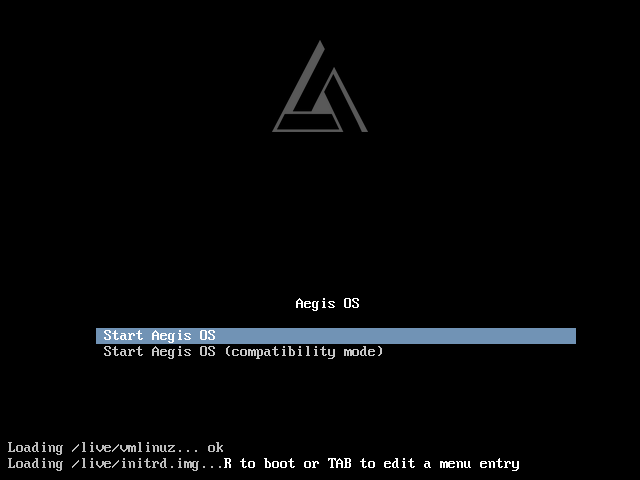 Aegis OS
Start Aegis OS
Start Aegis OS (compatibility mode)
Loading /live/vmlinuz... ok
Loading /live/initrd.img...R to boot or TAB to edit a menu entry